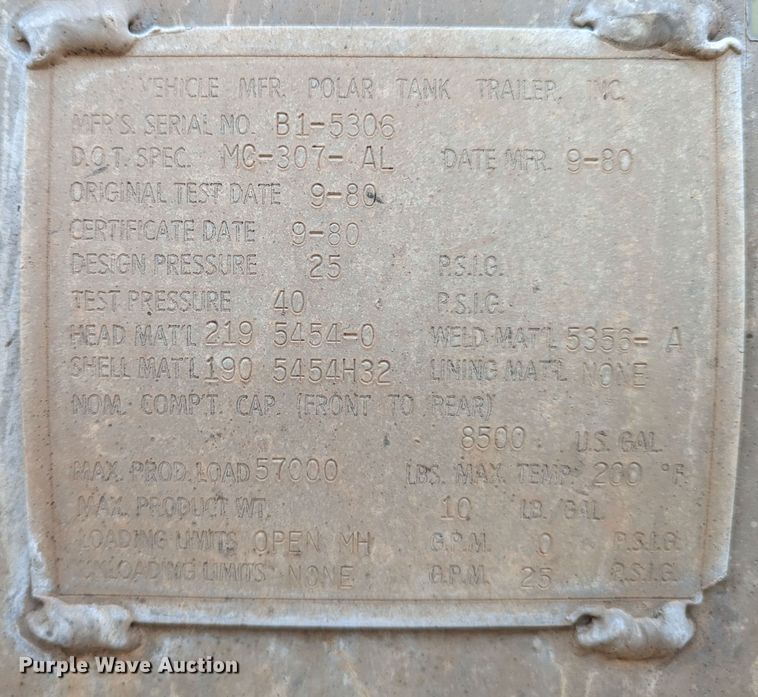 VEHICLE MFR. POLAR TANK TRAILER, INC.
MFR'S. SERIAL NO. B1-5306
D.O.T. SPEC. MC-307- AL DATE MFR. 9-80
ORIGINAL TEST DATE 9-80
CERTIFICATE DATE 9-80
DESIGN PRESSURE 25 P.S.I.G.
TEST PRESSURE 40 P.S.I.G.
HEAD MAT'L 219 5454-0 WELD MAT'L 5356- A
SHELL MAT'L 190 5454H32 LINING MAT'L NONE
NOM. COMP'T. CAP. (FRONT TO REAR)
8500 U.S. GAL.
MAX. PROD. LOAD 57000 LBS. MAX. TEMP. 200 °F.
MAX. PRODUCT WT. 10 LB./GAL.
LOADING LIMITS OPEN MH G.P.M. 0 P.S.I.G.
UNLOADING LIMITS NONE G.P.M. 25 P.S.I.G.
Purple Wave Auction